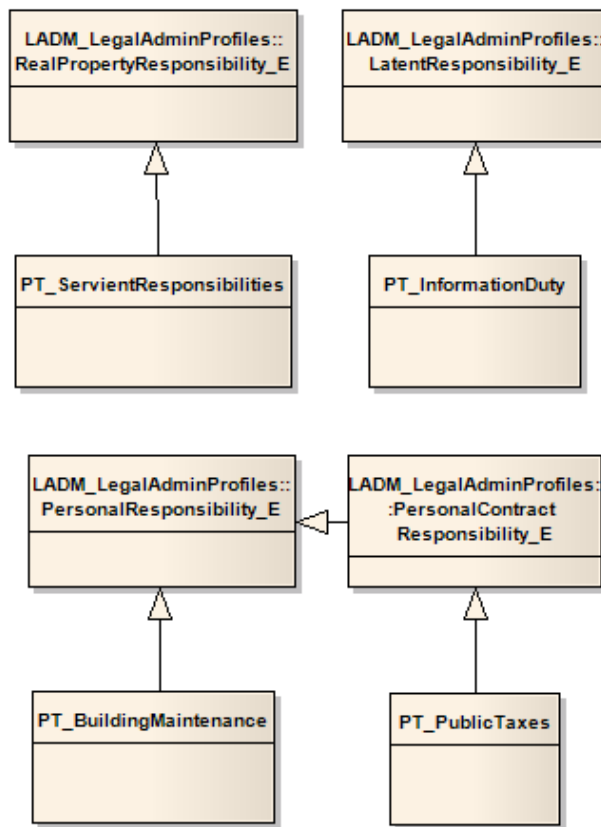 LADM_LegalAdminProfiles::
RealPropertyResponsibility_E
LADM_LegalAdminProfiles::
LatentResponsibility_E
PT_ServientResponsibilities
PT_InformationDuty
LADM_LegalAdminProfiles::
PersonalResponsibility_E
LADM_LegalAdminProfiles:
:PersonalContract
Responsibility_E
PT_BuildingMaintenance
PT_PublicTaxes